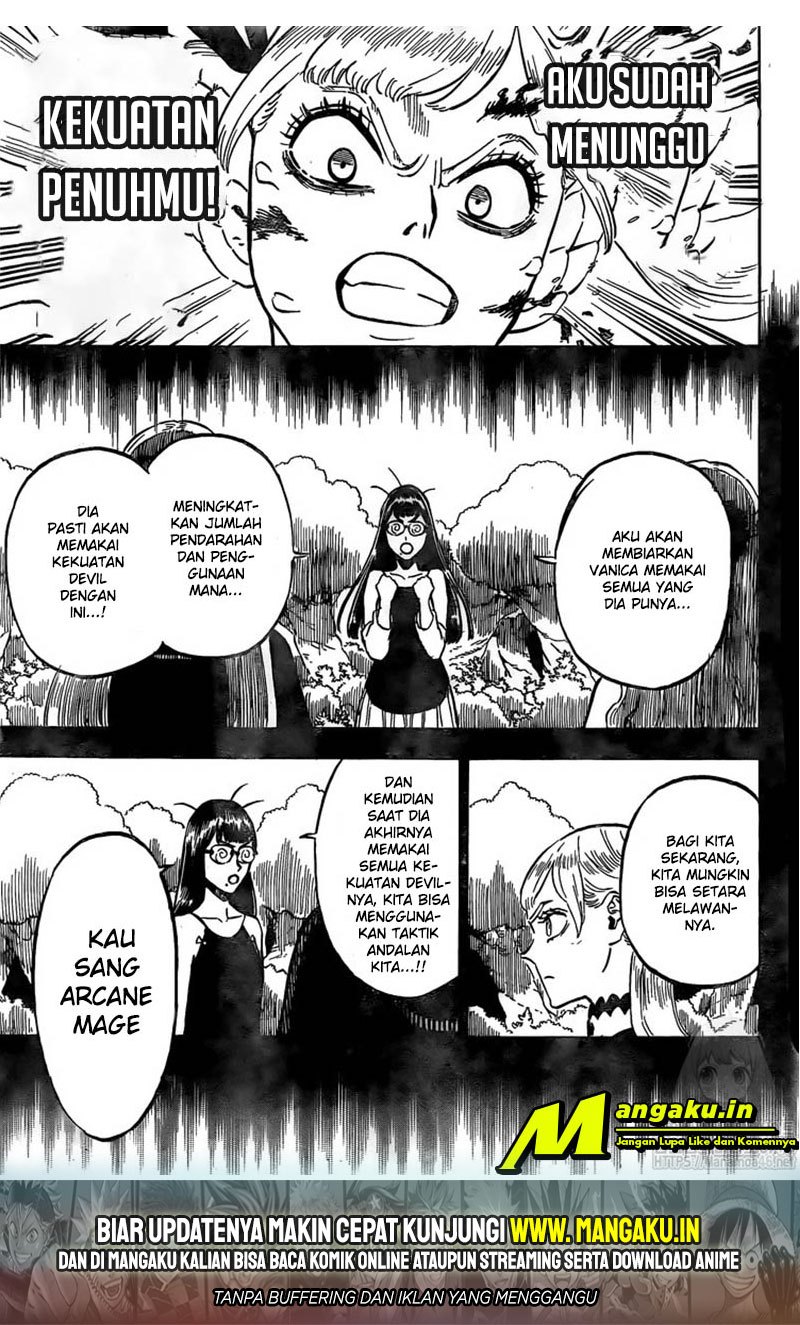 AKU SUDAH
MENUNGGU
KEKUATAN
PENUHMU!
AKU AKAN
MEMBIARKAN
VANICA MEMAKAI
SEMUA YANG
DIA PUNYA...
MENINGKAT-
KAN JUMLAH
PENDARAHAN
DAN PENG-
GUNAAN
MANA...
DIA
PASTI AKAN
MEMAKAI
KEKUATAN
DEVIL
DENGAN
INI...!
BAGI KITA
SEKARANG,
KITA MUNGKIN
BISA SETARA
MELAWAN-
NYA.
DAN
KEMUDIAN
SAAT DIA
AKHIRNYA
MEMAKAI
SEMUA KE-
KUATAN DEVIL-
NYA, KITA BISA
MENGGUNA-
KAN TAKTIK
ANDALAN
KITA...!!
KAU
SANG
ARCANE
MAGE
Mangaku.in
Jangan Lupa Like dan Komennya
BIAR UPDATENYA MAKIN CEPAT KUNJUNGI WWW. MANGAKU.IN
DAN DI MANGAKU KALIAN BISA BACA KOMIK ONLINE ATAUPUN STREAMING SERTA DOWNLOAD ANIME
TANPA BUFFERING DAN IKLAN YANG MENGGANGU